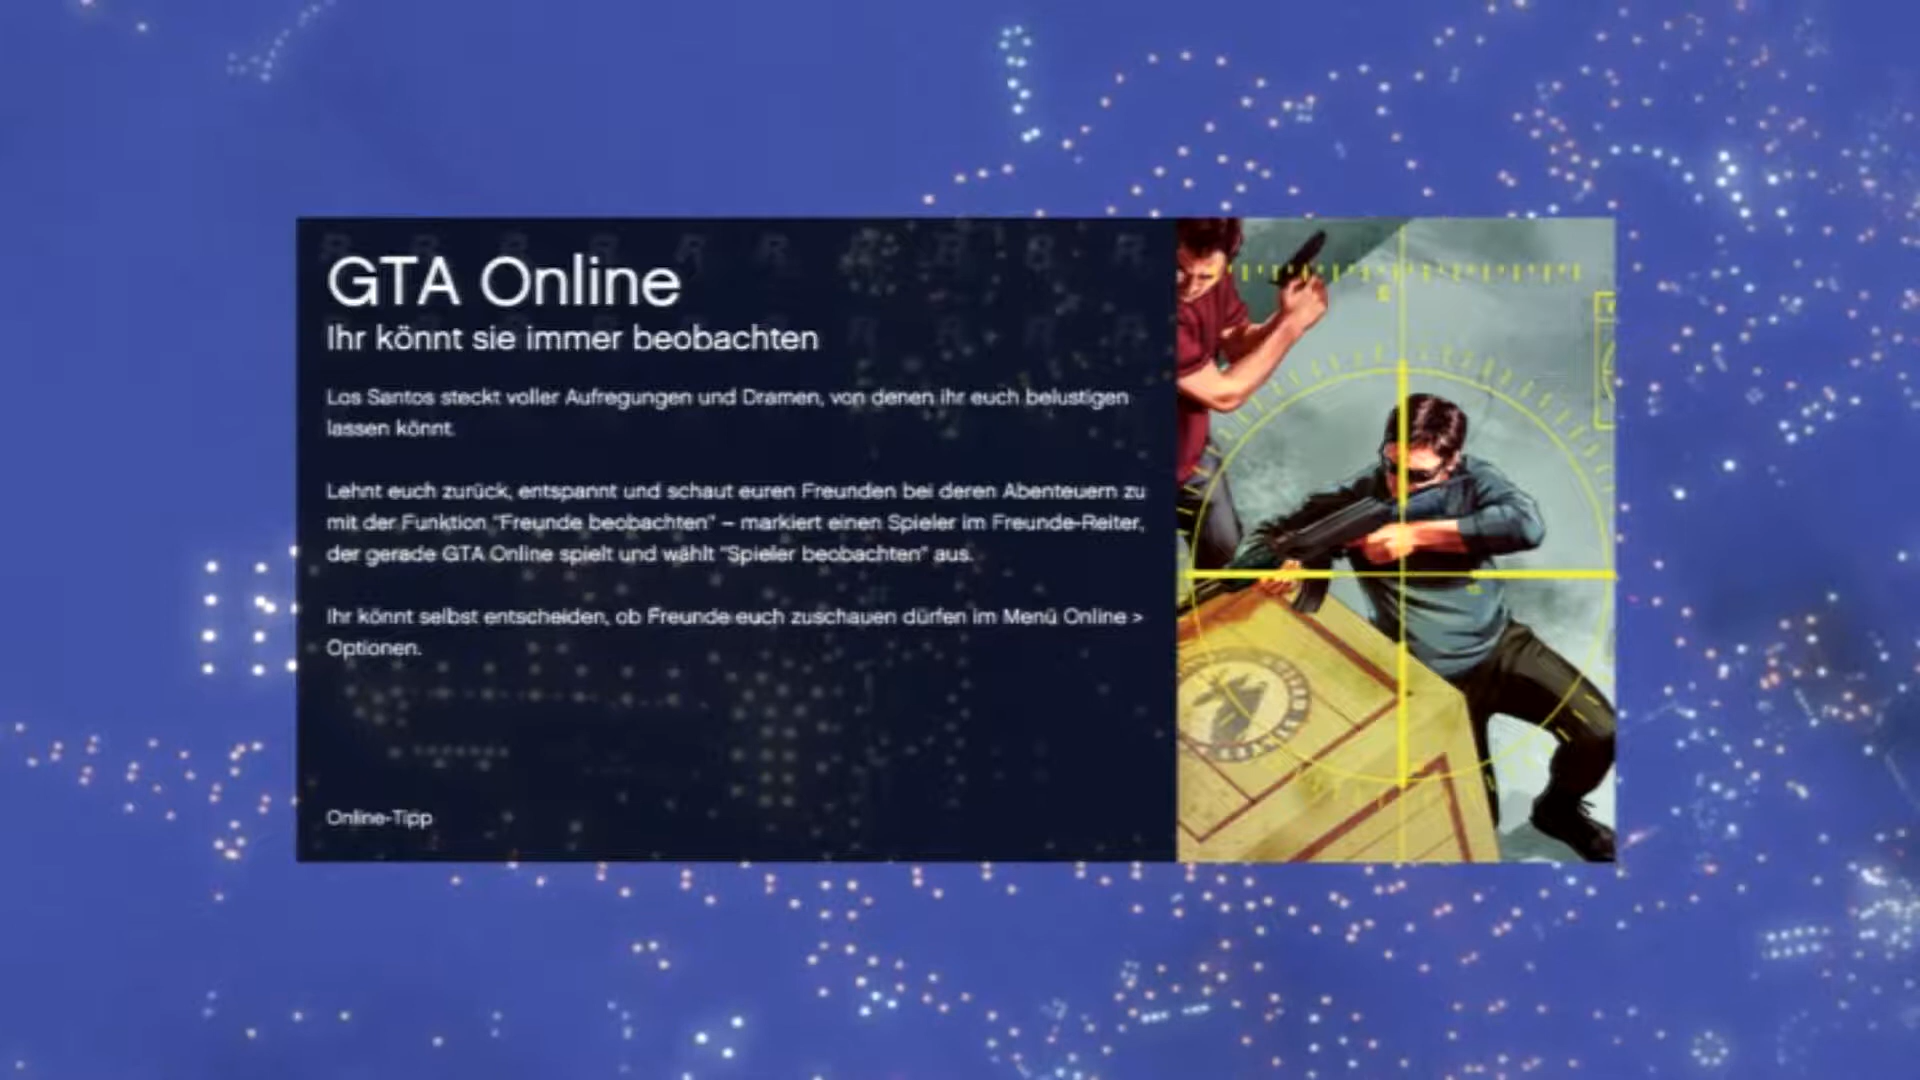 GTA Online
Ihr könnt sie immer beobachten
Los Santos steckt voller Aufregungen und Dramen, von denen ihr euch belustigen
lassen könnt.
Lehnt euch zurück, entspannt und schaut euren Freunden bei deren Abenteuern zu
mit der Funktion "Freunde beobachten" – markiert einen Spieler im Freunde-Reiter,
der gerade GTA Online spielt und wählt "Spieler beobachten" aus.
Ihr könnt selbst entscheiden, ob Freunde euch zuschauen dürfen im Menü Online >
Optionen.
Online-Tipp